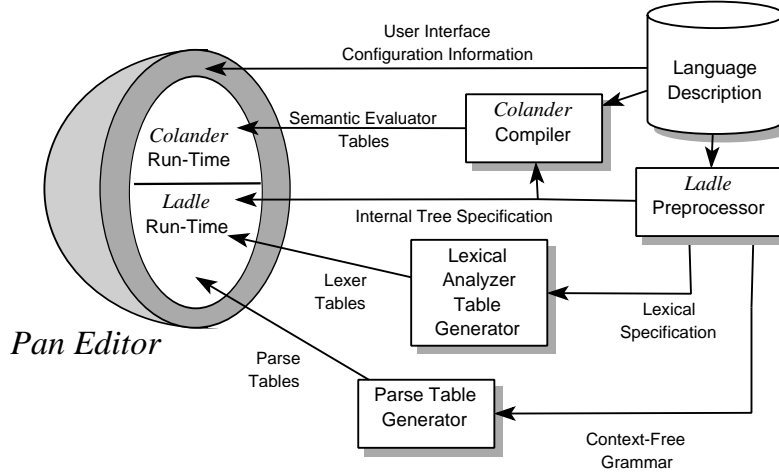 User Interface
Configuration Information
Language
Description
Colander
Compiler
Semantic Evaluator
Tables
Colander
Run-Time
Ladle
Run-Time
Internal Tree Specification
Ladle
Preprocessor
Lexical
Analyzer
Table
Generator
Lexer
Tables
Lexical
Specification
Pan Editor
Parse
Tables
Parse Table
Generator
Context-Free
Grammar